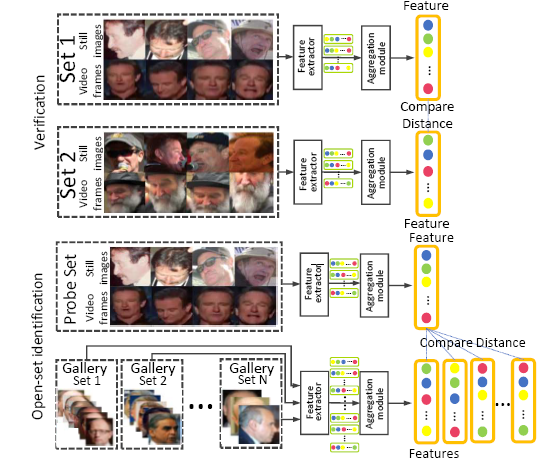 Verification
Set 1
Still
images
Video
frames
Feature
extractor
Aggregation
module
Feature
Compare
Distance
Set 2
Still
images
Video
frames
Feature
extractor
Aggregation
module
Feature
Open-set identification
Probe Set
Still
images
Video
frames
Feature
extractor
Aggregation
module
Feature
Compare Distance
Gallery
Set 1
Gallery
Set 2
Gallery
Set N
Feature
extractor
Aggregation
module
Features